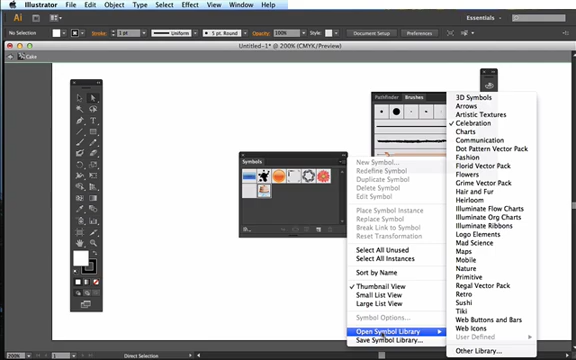 Illustrator File Edit Object Type Select Effect View Window Help
Ai Essentials
No Selection Stroke: 1 pt Uniform 5 pt. Round Opacity: 100% Style: Document Setup Preferences
Untitled-1* @ 200% (CMYK/Preview)
Cake
Pathfinder Brushes
Symbols
New Symbol...
Redefine Symbol
Duplicate Symbol
Delete Symbol
Edit Symbol
Place Symbol Instance
Replace Symbol
Break Link to Symbol
Reset Transformation
Select All Unused
Select All Instances
Sort by Name
Thumbnail View
Small List View
Large List View
Symbol Options...
Open Symbol Library
Save Symbol Library...
3D Symbols
Arrows
Artistic Textures
Celebration
Charts
Communication
Dot Pattern Vector Pack
Fashion
Florid Vector Pack
Flowers
Grime Vector Pack
Hair and Fur
Heirloom
Illuminate Flow Charts
Illuminate Org Charts
Illuminate Ribbons
Logo Elements
Mad Science
Maps
Mobile
Nature
Primitive
Regal Vector Pack
Retro
Sushi
Tiki
Web Buttons and Bars
Web Icons
User Defined
Other Library...
200% 1 Direct Selection